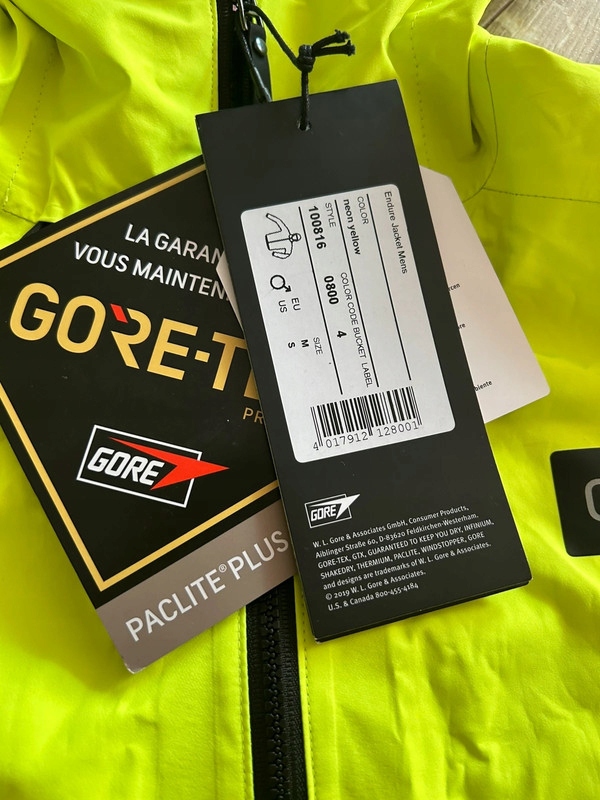 LA GARAN
VOUS MAINTEN
GORE-TE
PR
GORE
PACLITE® PLUS
Endure Jacket Mens
COLOR
neon yellow
COLOR CODE BUCKET LABEL
0800 4
STYLE
100816
SIZE
EU M
US S
4 017912 128001
GORE
W. L. Gore & Associates GmbH, Consumer Products,
Aiblinger Straße 60, D-83620 Feldkirchen-Westerham.
GORE-TEX, GTX, GUARANTEED TO KEEP YOU DRY, INFINIUM,
SHAKEDRY, THERMIUM, PACLITE, WINDSTOPPER, GORE
and designs are trademarks of W. L. Gore & Associates.
© 2019 W. L. Gore & Associates.
U.S. & Canada 800-455-4184